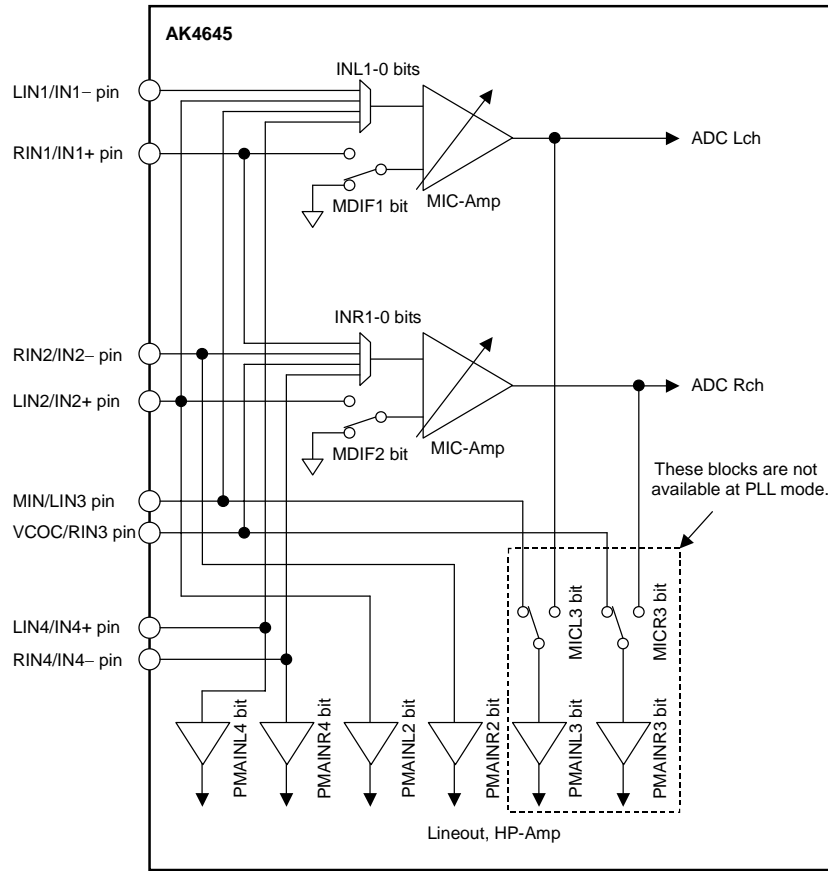 AK4645
INL1-0 bits
LIN1/IN1− pin
ADC Lch
RIN1/IN1+ pin
MDIF1 bit
MIC-Amp
INR1-0 bits
RIN2/IN2− pin
ADC Rch
LIN2/IN2+ pin
MDIF2 bit
MIC-Amp
These blocks are not
available at PLL mode.
MIN/LIN3 pin
VCOC/RIN3 pin
MICL3 bit
MICR3 bit
LIN4/IN4+ pin
RIN4/IN4− pin
PMAINL4 bit
PMAINR4 bit
PMAINL2 bit
PMAINR2 bit
PMAINL3 bit
PMAINR3 bit
Lineout, HP-Amp